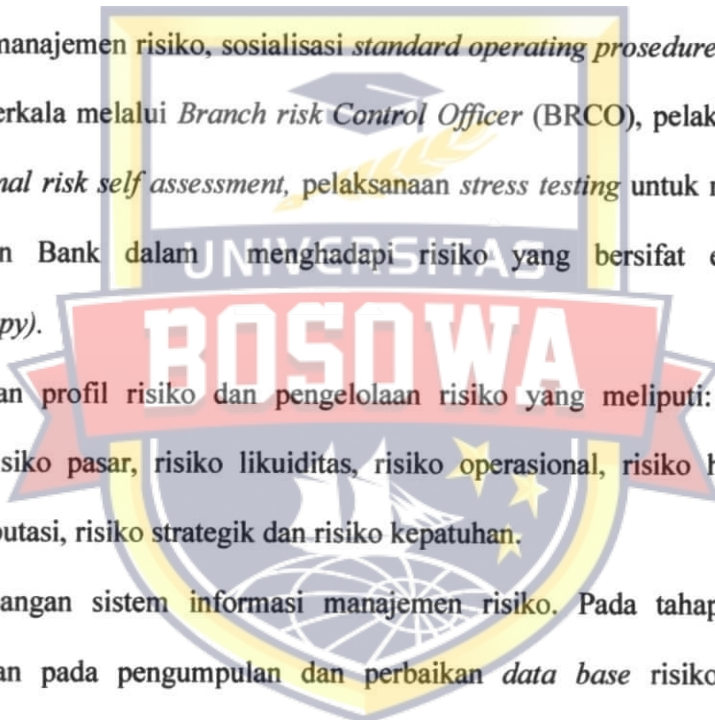 manajemen risiko, sosialisasi standard operating prosedure
erkala melalui Branch risk Control Officer (BRCO), pelak
nal risk self assessment, pelaksanaan stress testing untuk
n Bank dalam menghadapi risiko yang bersifat e
UNIVERSITAS
py).
BOSOWA
an profil risiko dan pengelolaan risiko yang meliputi:
siko pasar, risiko likuiditas, risiko operasional, risiko h
utasi, risiko strategik dan risiko kepatuhan.
angan sistem informasi manajemen risiko. Pada tahap
an pada pengumpulan dan perbaikan data base risiko